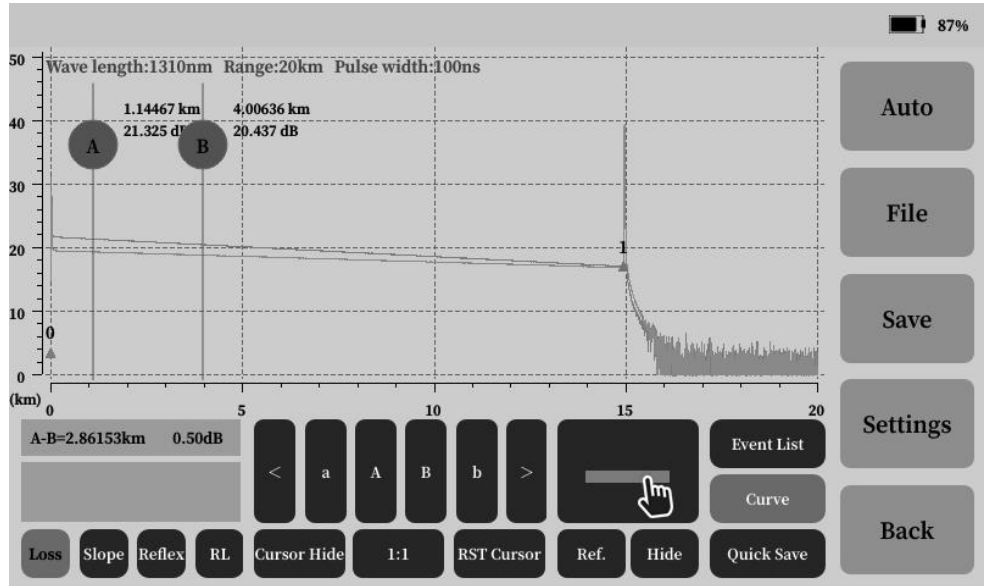 87%
50
Wave length:1310nm Range:20km Pulse width:100ns
1.14467 km
4.00636 km
21.325 dB
20.437 dB
A
B
40
30
20
10
0
0
1
(km)
0
5
10
15
20
A-B=2.86153km 0.50dB
<
a
A
B
b
>
Event List
Curve
Loss
Slope
Reflex
RL
Cursor Hide
1:1
RST Cursor
Ref.
Hide
Quick Save
Auto
File
Save
Settings
Back